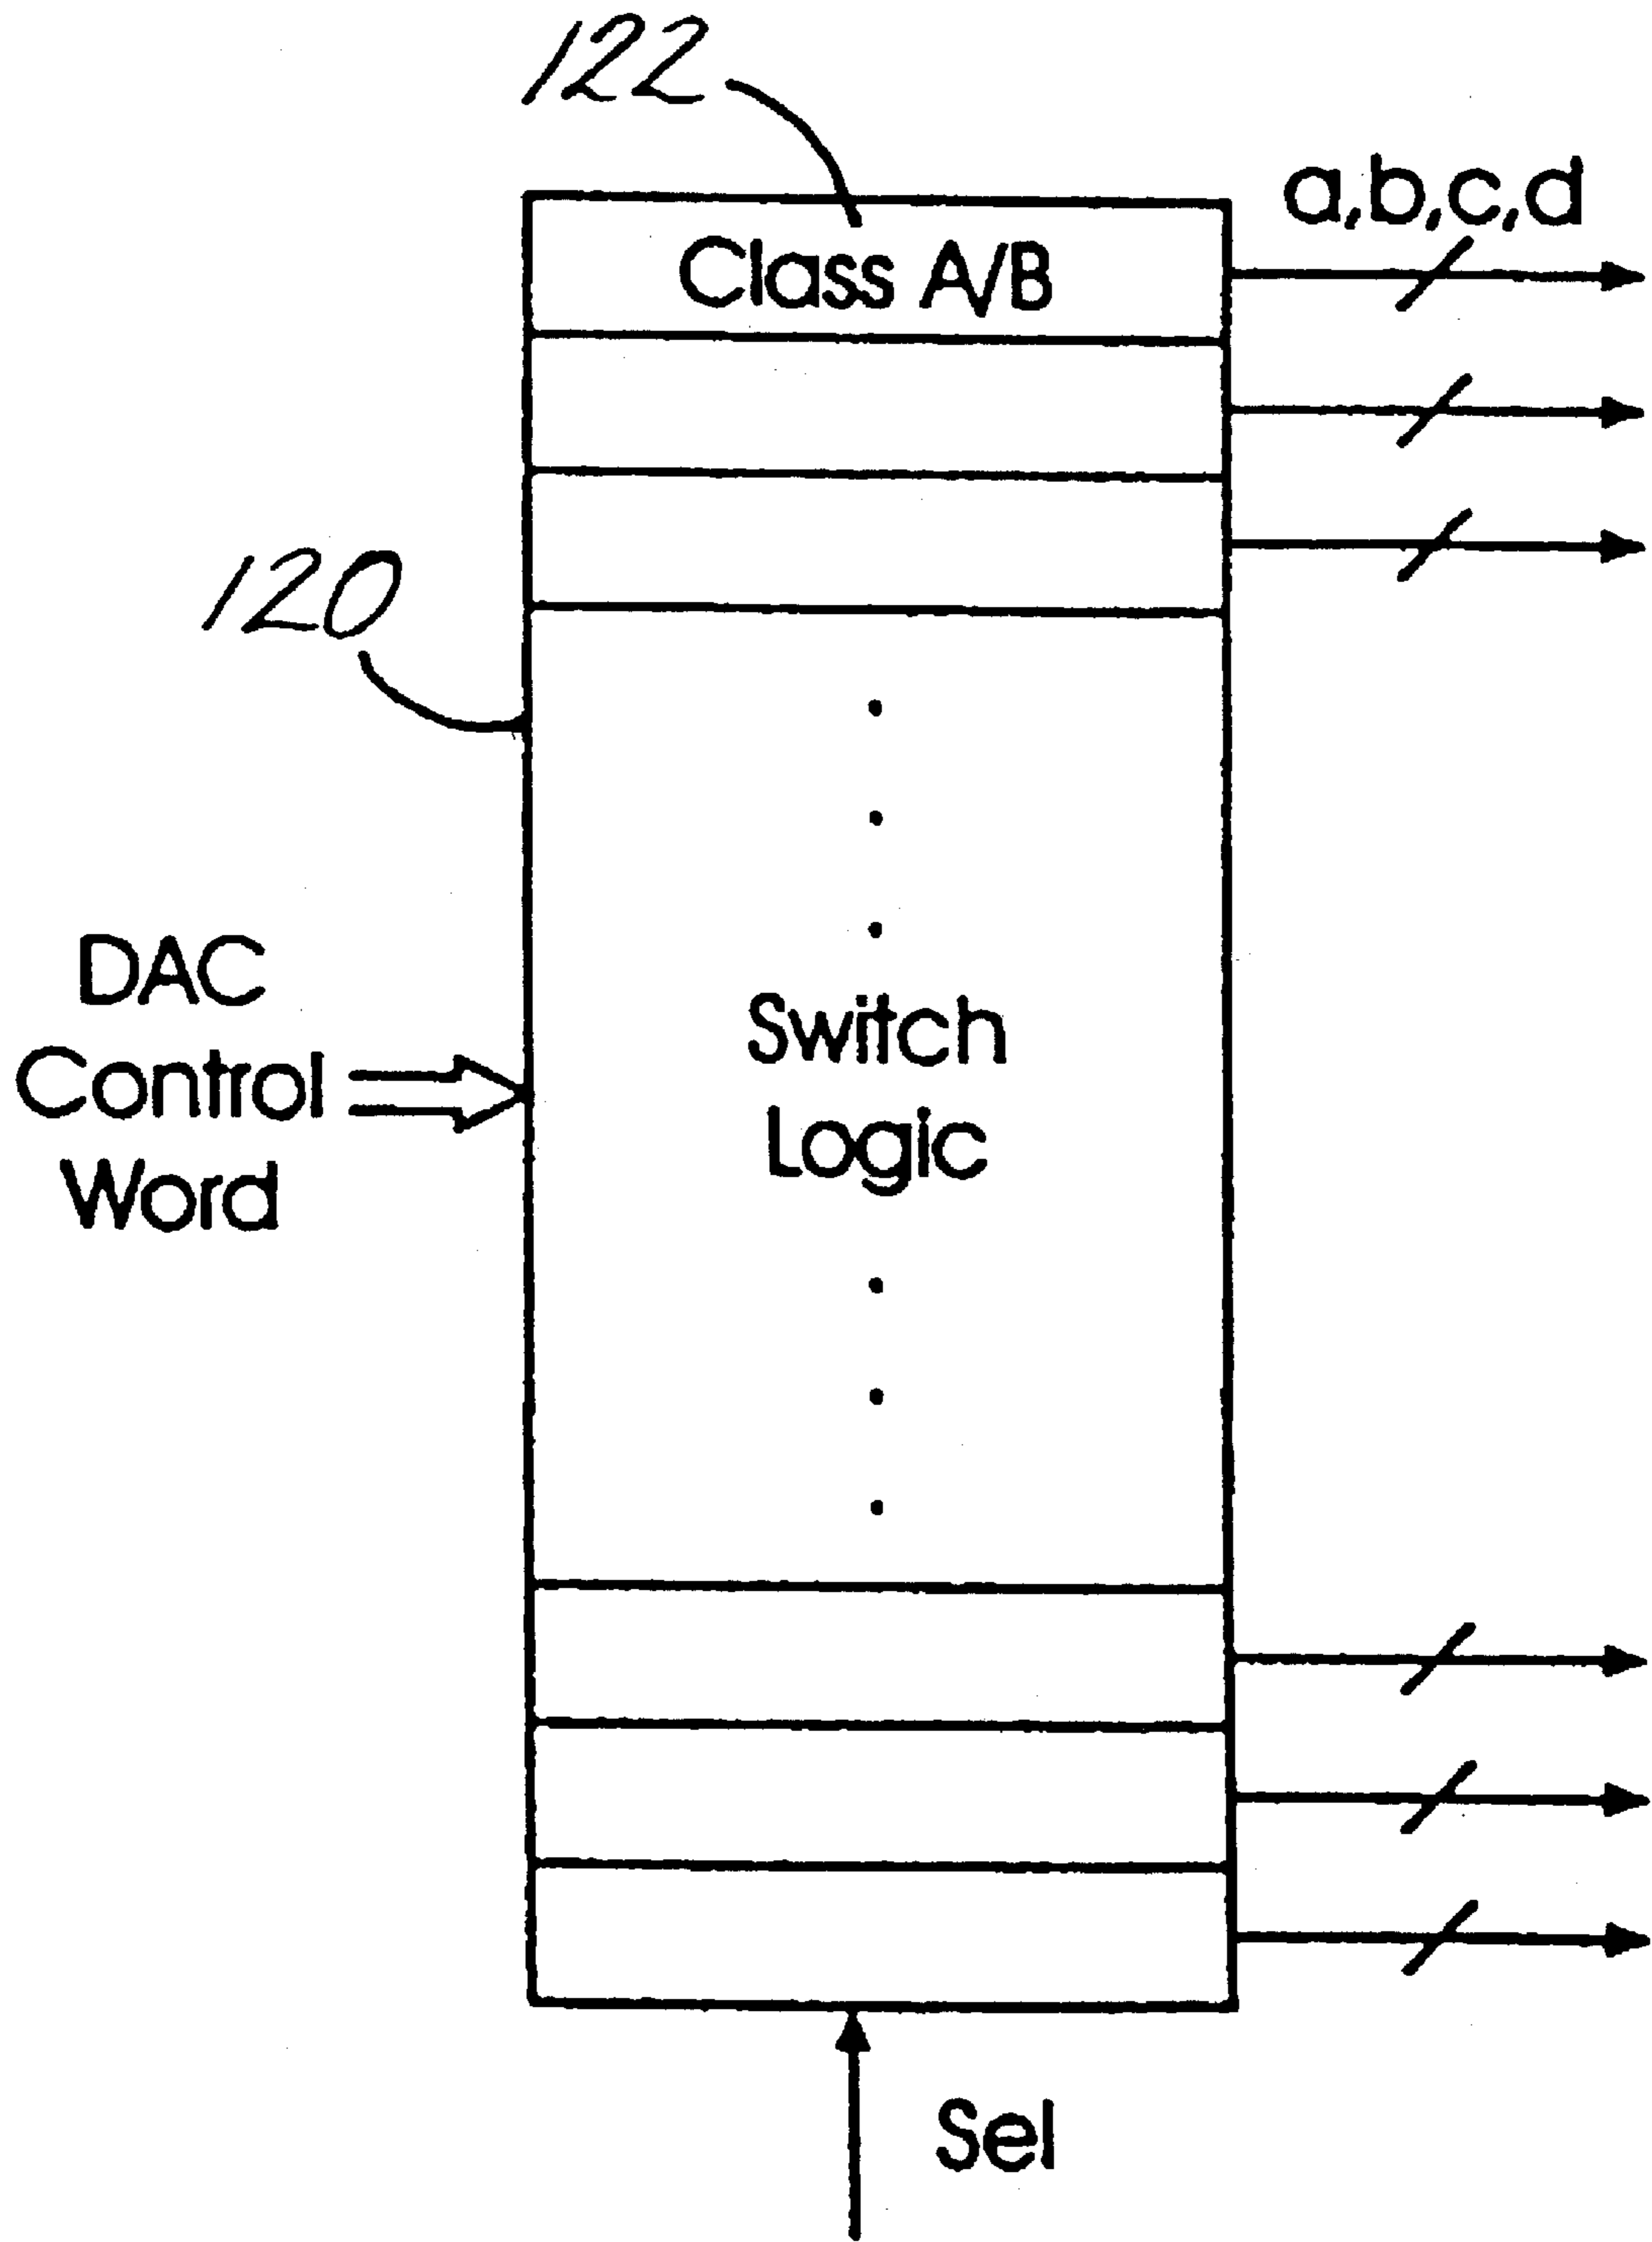 122
a,b,c,d
Class A/B
120
DAC
Control
Word
Switch
Logic
Sel